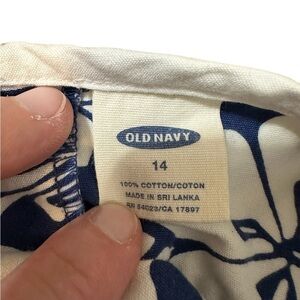 OLD NAVY
14
100% COTTON/COTON
MADE IN SRI LANKA
RN 54023/CA 17897